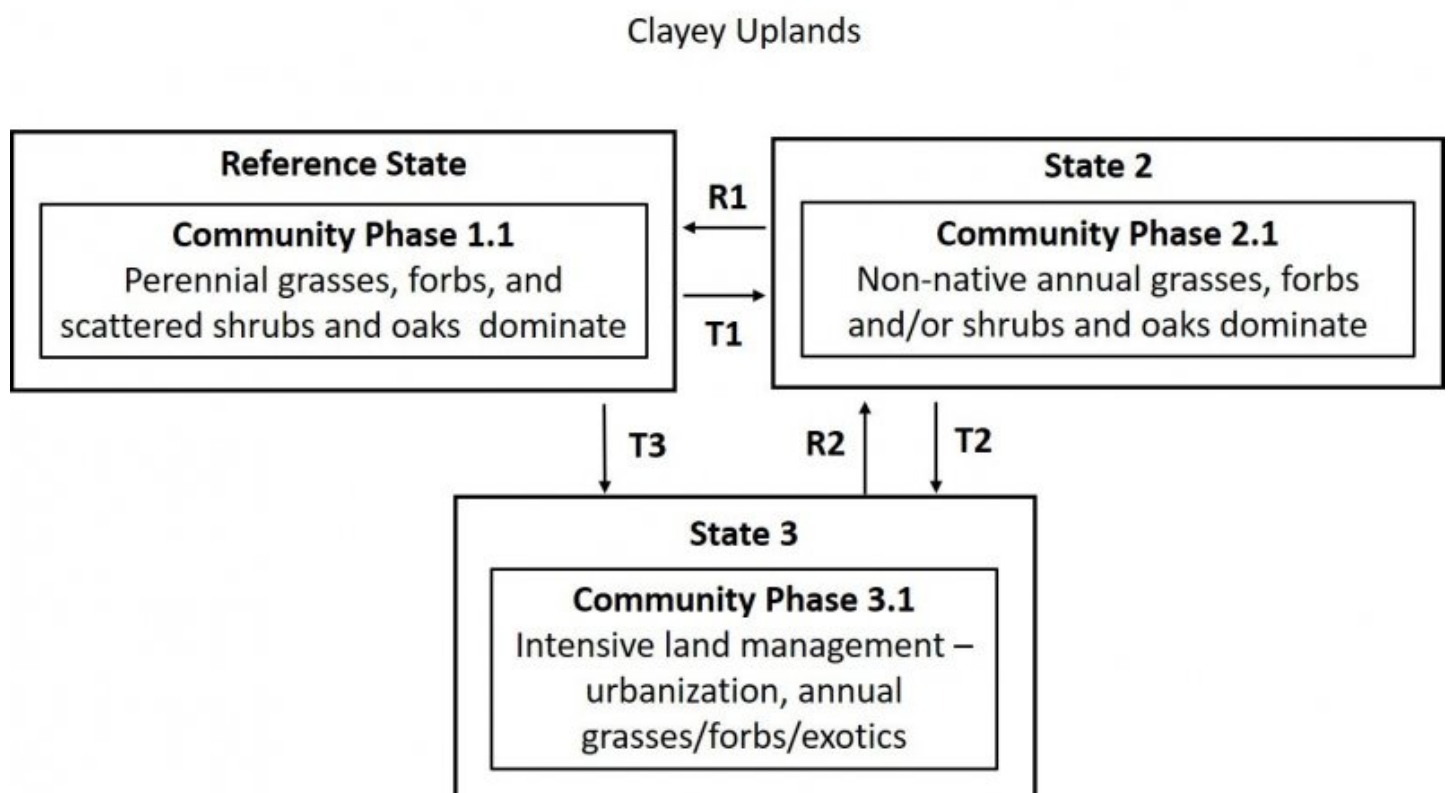 Clayey Uplands
Reference State
Community Phase 1.1
Perennial grasses, forbs, and
scattered shrubs and oaks dominate
R1
T1
State 2
Community Phase 2.1
Non-native annual grasses, forbs
and/or shrubs and oaks dominate
T3
R2
T2
State 3
Community Phase 3.1
Intensive land management –
urbanization, annual
grasses/forbs/exotics